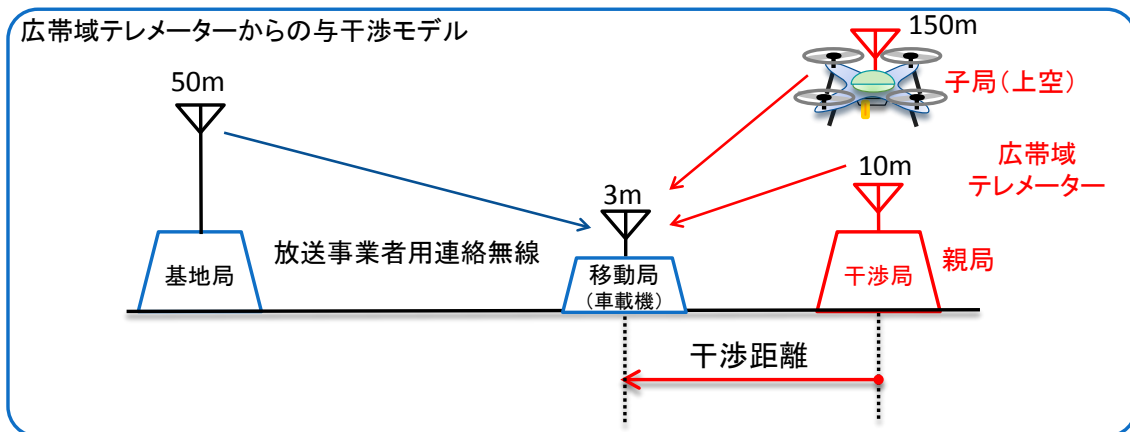 広帯域テレメーターからの与干渉モデル
150m
50m
子局(上空)
広帯域
テレメーター
10m
3m
放送事業者用連絡無線
親局
基地局
移動局
(車載機)
干渉局
干渉距離